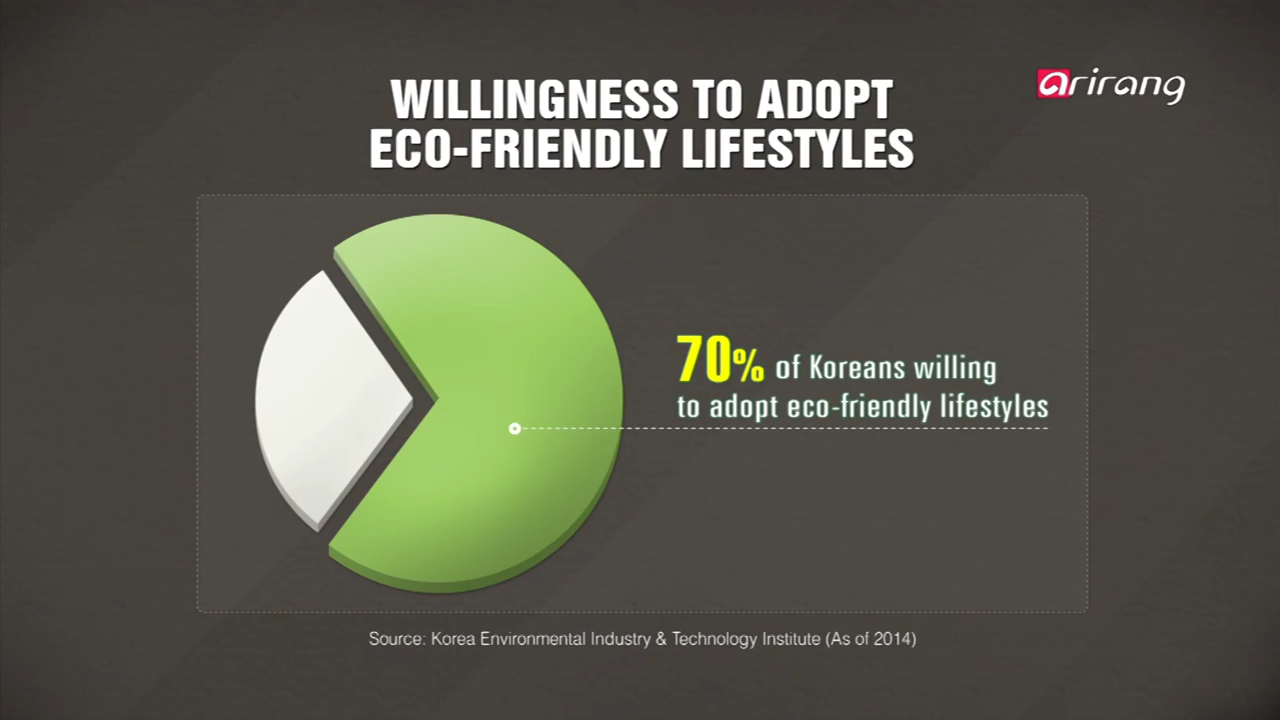 arirang
WILLINGNESS TO ADOPT
ECO-FRIENDLY LIFESTYLES
70% of Koreans willing
to adopt eco-friendly lifestyles
Source: Korea Environmental Industry & Technology Institute (As of 2014)